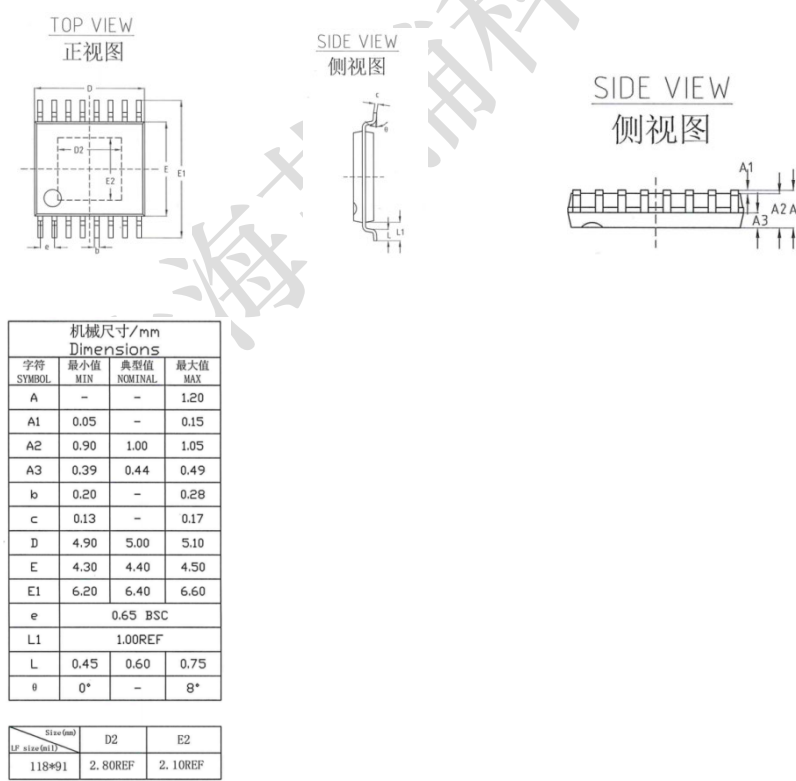 TOP VIEW
正视图
D
D2
E2
E
E1
e
b
SIDE VIEW
侧视图
c
θ
L
L1
SIDE VIEW
侧视图
A1
A3
A2
A
机械尺寸/mm
Dimensions
字符 最小值 典型值 最大值
SYMBOL MIN NOMINAL MAX
A - - 1.20
A1 0.05 - 0.15
A2 0.90 1.00 1.05
A3 0.39 0.44 0.49
b 0.20 - 0.28
c 0.13 - 0.17
D 4.90 5.00 5.10
E 4.30 4.40 4.50
E1 6.20 6.40 6.60
e 0.65 BSC
L1 1.00REF
L 0.45 0.60 0.75
θ 0° - 8°
Size(mm) D2 E2
LF size(mil)
118*91 2.80REF 2.10REF